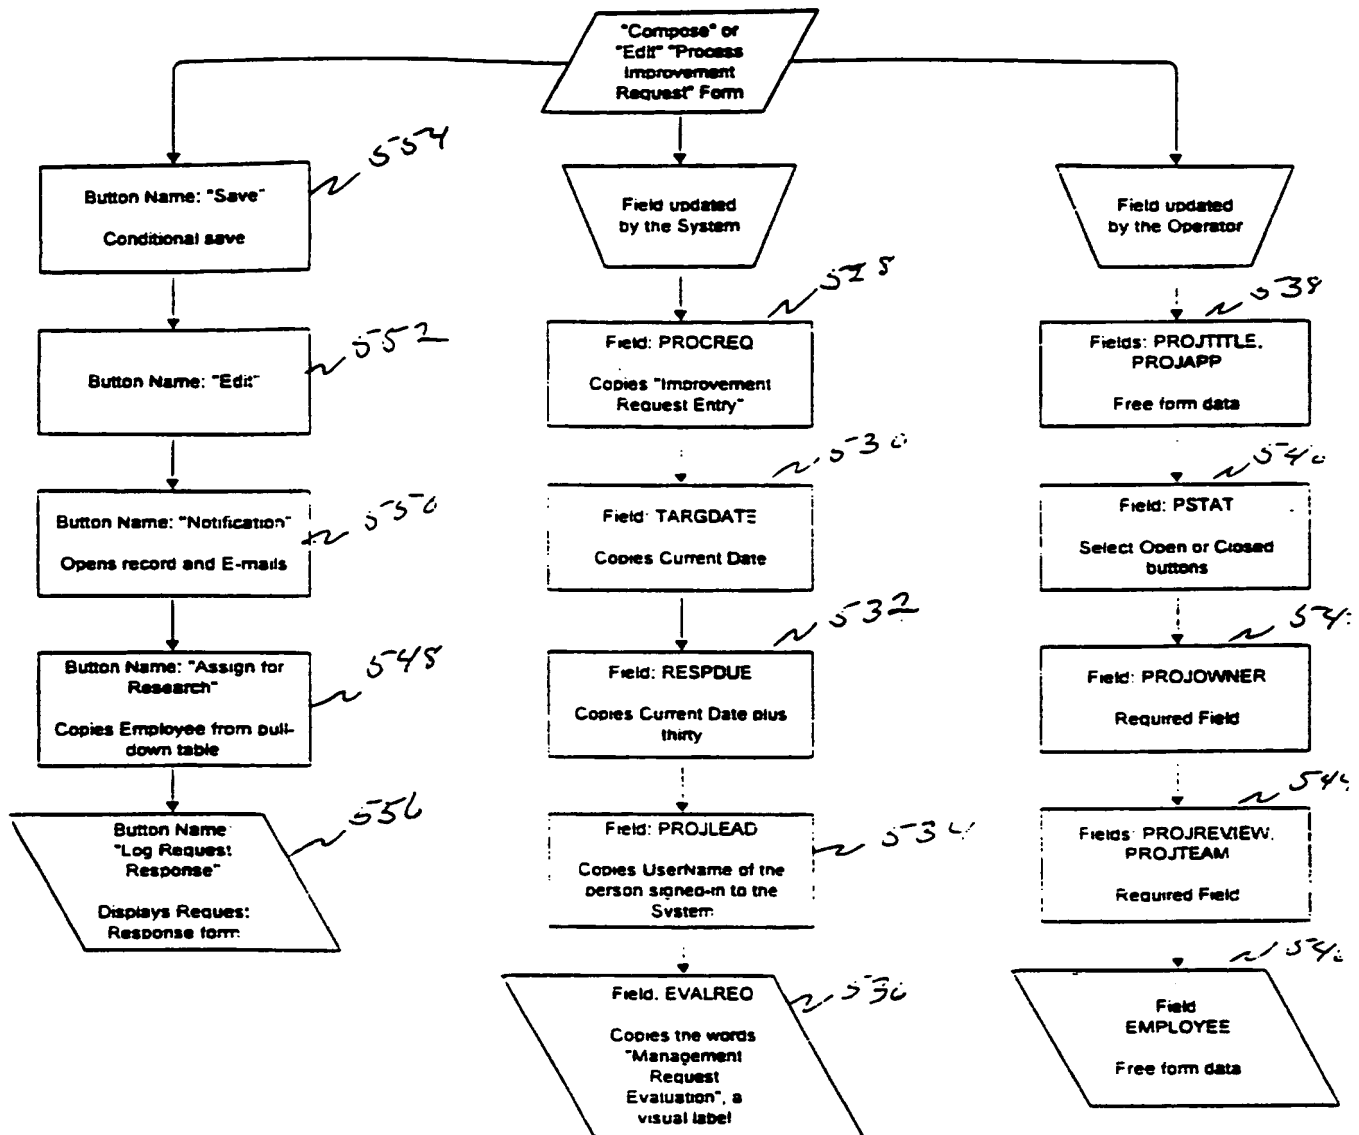 "Compose" or
"Edit" "Process
Improvement
Request" Form
Button Name: "Save"
Conditional save
554
Button Name: "Edit"
552
Button Name: "Notification"
Opens record and E-mails
550
Button Name: "Assign for
Research"
Copies Employee from pull-
down table
548
Button Name
"Log Request
Response"
Displays Request
Response form
556
Field updated
by the System
528
Field: PROCREQ
Copies "Improvement
Request Entry"
530
Field: TARGDATE
Copies Current Date
532
Field: RESPDUE
Copies Current Date plus
thirty
Field: PROJLEAD
Copies UserName of the
person signed-in to the
System
534
Field. EVALREQ
Copies the words
"Management
Request
Evaluation", a
visual label
536
Field updated
by the Operator
538
Fields: PROJTITLE,
PROJAPP
Free form data
540
Field: PSTAT
Select Open or Closed
buttons
Field: PROJOWNER
Required Field
544
Fields: PROJREVIEW,
PROJTEAM
Required Field
Field
EMPLOYEE
Free form data